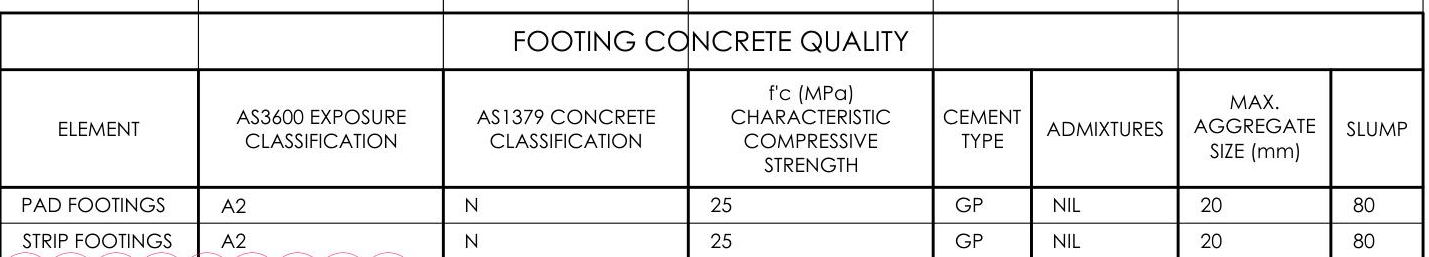 FOOTING CONCRETE QUALITY
ELEMENT
AS3600 EXPOSURE
CLASSIFICATION
AS1379 CONCRETE
CLASSIFICATION
f'c (MPa)
CHARACTERISTIC
COMPRESSIVE
STRENGTH
CEMENT
TYPE
ADMIXTURES
MAX.
AGGREGATE
SIZE (mm)
SLUMP
PAD FOOTINGS A2 N 25 GP NIL 20 80
STRIP FOOTINGS A2 N 25 GP NIL 20 80